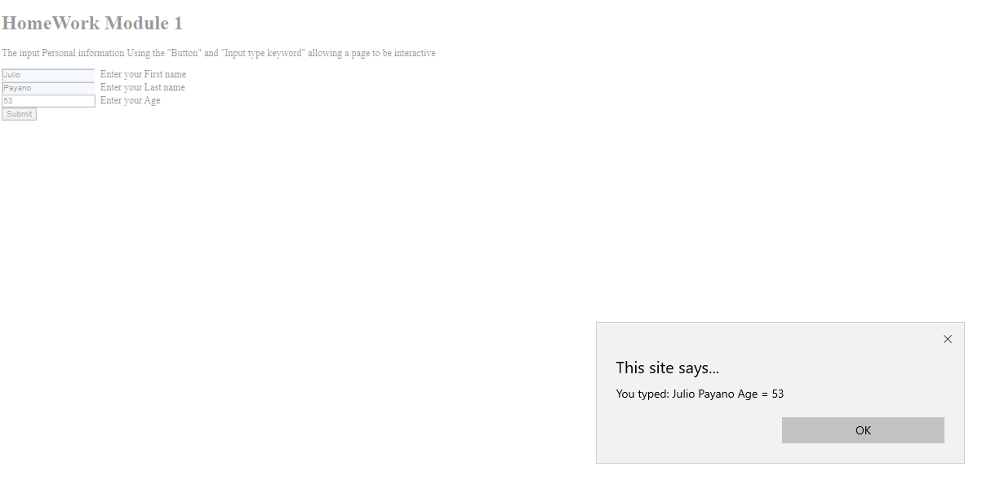 HomeWork Module 1
The input Personal information Using the "Button" and "Input type keyword" allowing a page to be interactive
Julio Enter your First name
Payano Enter your Last name
53 Enter your Age
Submit
This site says...
You typed: Julio Payano Age = 53
OK